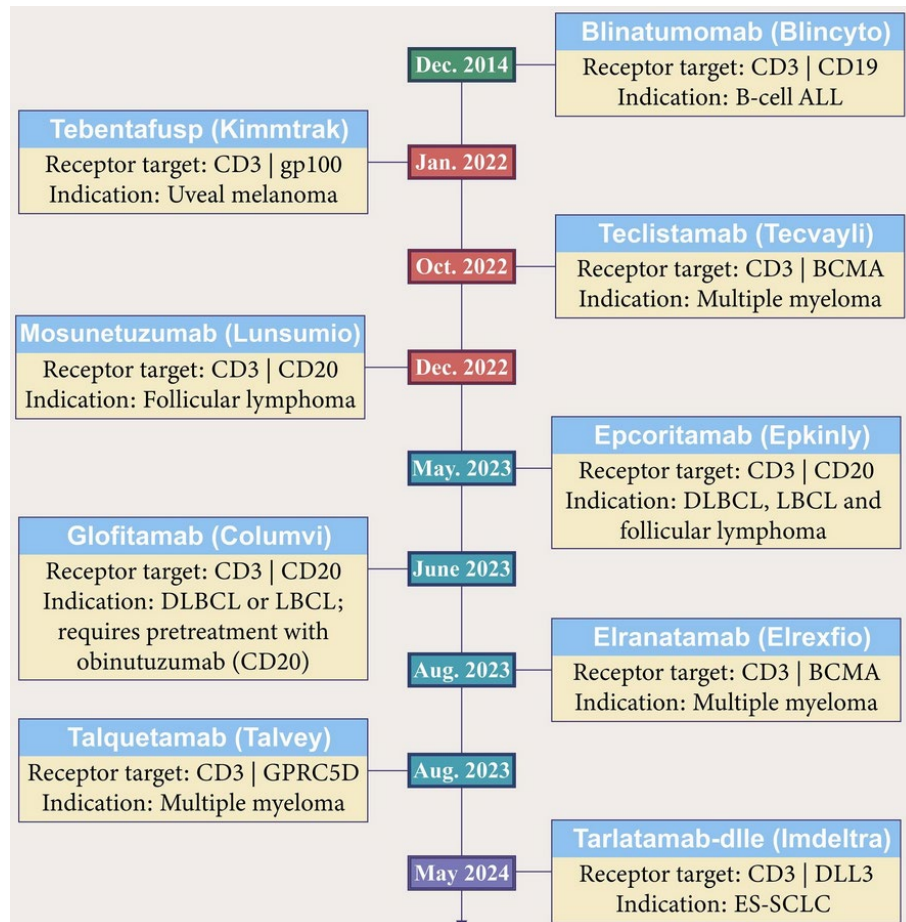 Dec. 2014
Blinatumomab (Blincyto)
Receptor target: CD3 | CD19
Indication: B-cell ALL
Tebentafusp (Kimmtrak)
Receptor target: CD3 | gp100
Indication: Uveal melanoma
Jan. 2022
Oct. 2022
Teclistamab (Tecvayli)
Receptor target: CD3 | BCMA
Indication: Multiple myeloma
Mosunetuzumab (Lunsumio)
Receptor target: CD3 | CD20
Indication: Follicular lymphoma
Dec. 2022
May. 2023
Epcoritamab (Epkinly)
Receptor target: CD3 | CD20
Indication: DLBCL, LBCL and
follicular lymphoma
Glofitamab (Columvi)
Receptor target: CD3 | CD20
Indication: DLBCL or LBCL;
requires pretreatment with
obinutuzumab (CD20)
June 2023
Aug. 2023
Elranatamab (Elrexfio)
Receptor target: CD3 | BCMA
Indication: Multiple myeloma
Talquetamab (Talvey)
Receptor target: CD3 | GPRC5D
Indication: Multiple myeloma
Aug. 2023
May 2024
Tarlatamab-dlle (Imdeltra)
Receptor target: CD3 | DLL3
Indication: ES-SCLC